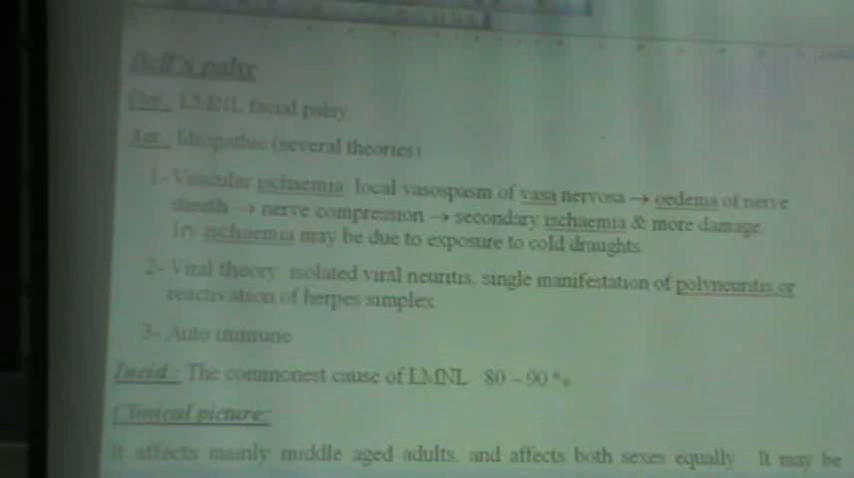 Bell's palsy
Def.: LMNL facial palsy.
Aet.: Idiopathic (several theories)
1- Vascular ischaemia: local vasospasm of vasa nervosa → oedema of nerve
sheath → nerve compression → secondary ischaemia & more damage.
Iry ischaemia may be due to exposure to cold draughts.
2- Viral theory: isolated viral neuritis, single manifestation of polyneuritis or
reactivation of herpes simplex.
3- Auto immune
Incid.: The commonest cause of LMNL 80 – 90 %.
Clinical picture:
it affects mainly middle aged adults, and affects both sexes equally. It may be